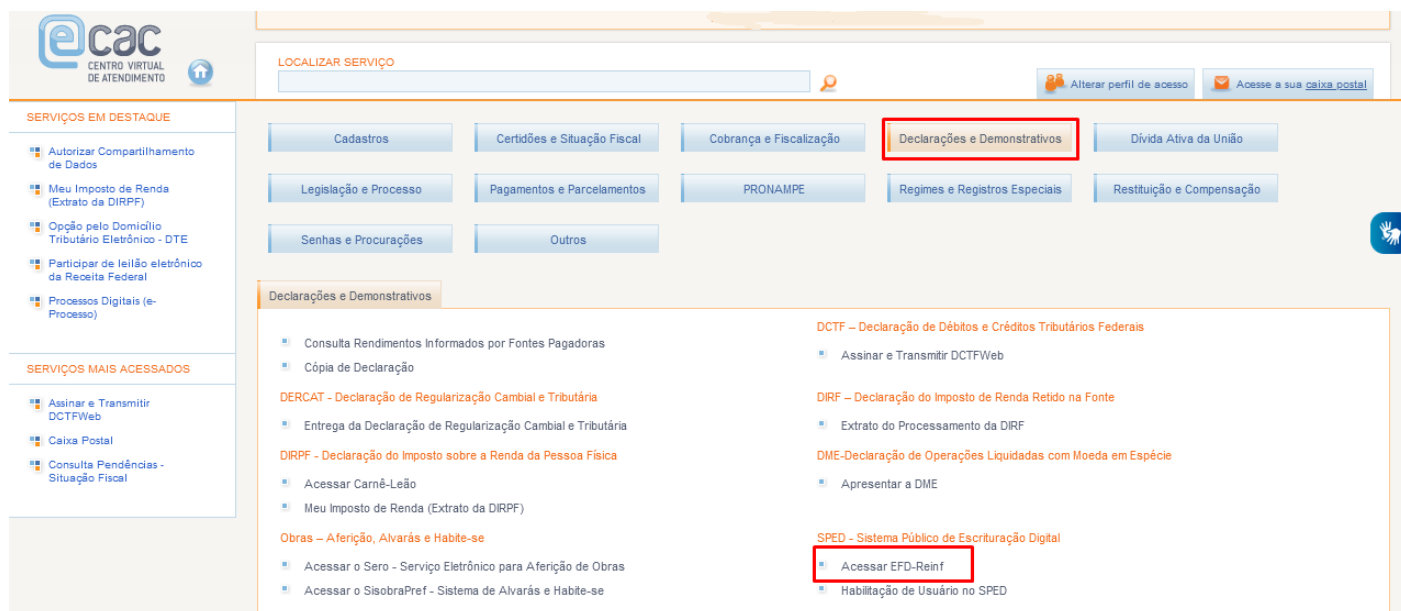 ecac
CENTRO VIRTUAL
DE ATENDIMENTO
LOCALIZAR SERVIÇO
Alterar perfil de acesso
Acesse a sua caixa postal
SERVIÇOS EM DESTAQUE
Autorizar Compartilhamento
de Dados
Meu Imposto de Renda
(Extrato da DIRPF)
Opção pelo Domicílio
Tributário Eletrônico - DTE
Participar de leilão eletrônico
da Receita Federal
Processos Digitais (e-
Processo)
SERVIÇOS MAIS ACESSADOS
Assinar e Transmitir
DCTFWeb
Caixa Postal
Consulta Pendências -
Situação Fiscal
Cadastros
Certidões e Situação Fiscal
Cobrança e Fiscalização
Declarações e Demonstrativos
Dívida Ativa da União
Legislação e Processo
Pagamentos e Parcelamentos
PRONAMPE
Regimes e Registros Especiais
Restituição e Compensação
Senhas e Procurações
Outros
Declarações e Demonstrativos
Consulta Rendimentos Informados por Fontes Pagadoras
Cópia de Declaração
DERCAT - Declaração de Regularização Cambial e Tributária
Entrega da Declaração de Regularização Cambial e Tributária
DIRPF - Declaração do Imposto sobre a Renda da Pessoa Física
Acessar Carnê-Leão
Meu Imposto de Renda (Extrato da DIRPF)
Obras – Aferição, Alvarás e Habite-se
Acessar o Sero - Serviço Eletrônico para Aferição de Obras
Acessar o SisobraPref - Sistema de Alvarás e Habite-se
DCTF – Declaração de Débitos e Créditos Tributários Federais
Assinar e Transmitir DCTFWeb
DIRF – Declaração do Imposto de Renda Retido na Fonte
Extrato do Processamento da DIRF
DME-Declaração de Operações Liquidadas com Moeda em Espécie
Apresentar a DME
SPED - Sistema Público de Escrituração Digital
Acessar EFD-Reinf
Habilitação de Usuário no SPED